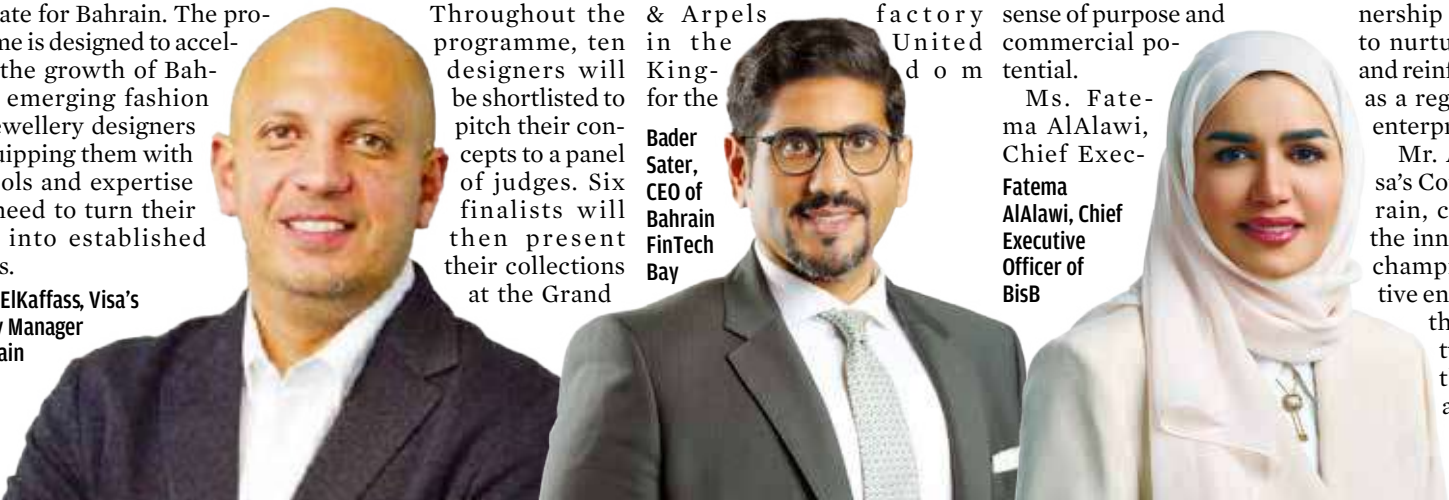 ate for Bahrain. The pro-
me is designed to accel-
the growth of Bah-
emerging fashion
ewellery designers
uipping them with
ols and expertise
need to turn their
into established
s.
ElKaffass, Visa's
y Manager
ain
Throughout the
programme, ten
designers will
be shortlisted to
pitch their con-
cepts to a panel
of judges. Six
finalists will
then present
their collections
at the Grand
& Arpels factory
in the United
King- dom
for the
Bader
Sater,
CEO of
Bahrain
FinTech
Bay
sense of purpose and
commercial po-
tential.
Ms. Fate-
ma AlAlawi,
Chief Exec-
Fatema
AlAlawi, Chief
Executive
Officer of
BisB
nership
to nurtu
and reinf
as a reg
enterpr
Mr. A
sa's Co
rain, c
the inn
champi
tive en
th
t
a